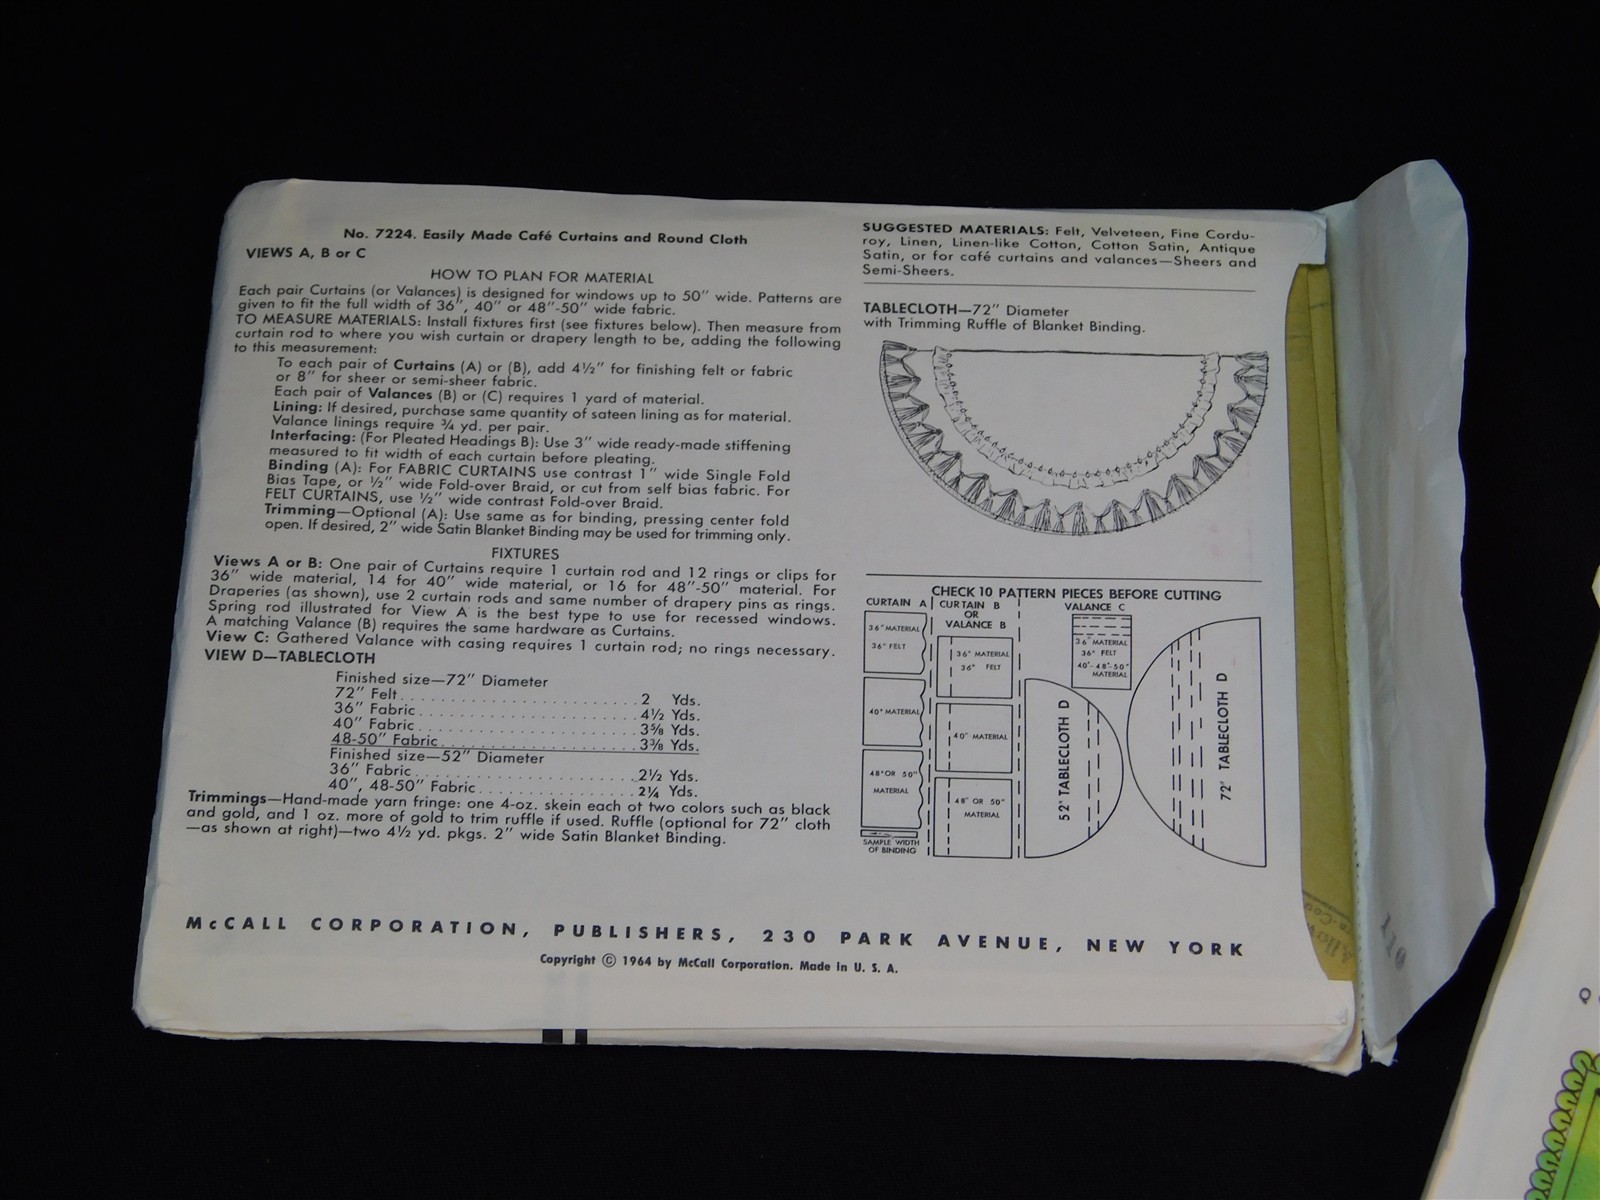 No. 7224. Easily Made Café Curtains and Round Cloth
VIEWS A, B or C
HOW TO PLAN FOR MATERIAL
Each pair Curtains (or Valances) is designed for windows up to 50" wide. Patterns are
given to fit the full width of 36", 40" or 48"-50" wide fabric.
TO MEASURE MATERIALS: Install fixtures first (see fixtures below). Then measure from
curtain rod to where you wish curtain or drapery length to be, adding the following
to this measurement:
To each pair of Curtains (A) or (B), add 4½" for finishing felt or fabric
or 8" for sheer or semi-sheer fabric.
Each pair of Valances (B) or (C) requires 1 yard of material.
Lining: If desired, purchase same quantity of sateen lining as for material.
Valance linings require ¾ yd. per pair.
Interfacing: (For Pleated Headings B): Use 3" wide ready-made stiffening
measured to fit width of each curtain before pleating.
Binding (A): For FABRIC CURTAINS use contrast 1" wide Single Fold
Bias Tape, or ½" wide Fold-over Braid, or cut from self bias fabric. For
FELT CURTAINS, use ½" wide contrast Fold-over Braid.
Trimming—Optional (A): Use same as for binding, pressing center fold
open. If desired, 2" wide Satin Blanket Binding may be used for trimming only.
FIXTURES
Views A or B: One pair of Curtains require 1 curtain rod and 12 rings or clips for
36" wide material, 14 for 40" wide material, or 16 for 48"-50" material. For
Draperies (as shown), use 2 curtain rods and same number of drapery pins as rings.
Spring rod illustrated for View A is the best type to use for recessed windows.
A matching Valance (B) requires the same hardware as Curtains.
View C: Gathered Valance with casing requires 1 curtain rod; no rings necessary.
VIEW D—TABLECLOTH
Finished size—72" Diameter
72" Felt........................2 Yds.
36" Fabric......................4½ Yds.
40" Fabric......................3⅝ Yds.
48-50" Fabric...................3⅜ Yds.
Finished size—52" Diameter
36" Fabric......................2½ Yds.
40", 48-50" Fabric..............2¼ Yds.
Trimmings—Hand-made yarn fringe: one 4-oz. skein each of two colors such as black
and gold, and 1 oz. more of gold to trim ruffle if used. Ruffle (optional for 72" cloth
—as shown at right)—two 4½ yd. pkgs. 2" wide Satin Blanket Binding.
SUGGESTED MATERIALS: Felt, Velveteen, Fine Cordu-
roy, Linen, Linen-like Cotton, Cotton Satin, Antique
Satin, or for café curtains and valances—Sheers and
Semi-Sheers.
TABLECLOTH—72" Diameter
with Trimming Ruffle of Blanket Binding.
CHECK 10 PATTERN PIECES BEFORE CUTTING
CURTAIN A
36" MATERIAL
36" FELT
40" MATERIAL
48" OR 50"
MATERIAL
SAMPLE WIDTH
OF BINDING
CURTAIN B
OR
VALANCE B
36" MATERIAL
36" FELT
40" MATERIAL
48" OR 50"
MATERIAL
VALANCE C
36" MATERIAL
36" FELT
40"-48"-50"
MATERIAL
52" TABLECLOTH D
72" TABLECLOTH D
McCALL CORPORATION, PUBLISHERS, 230 PARK AVENUE, NEW YORK
Copyright © 1964 by McCall Corporation. Made in U. S. A.